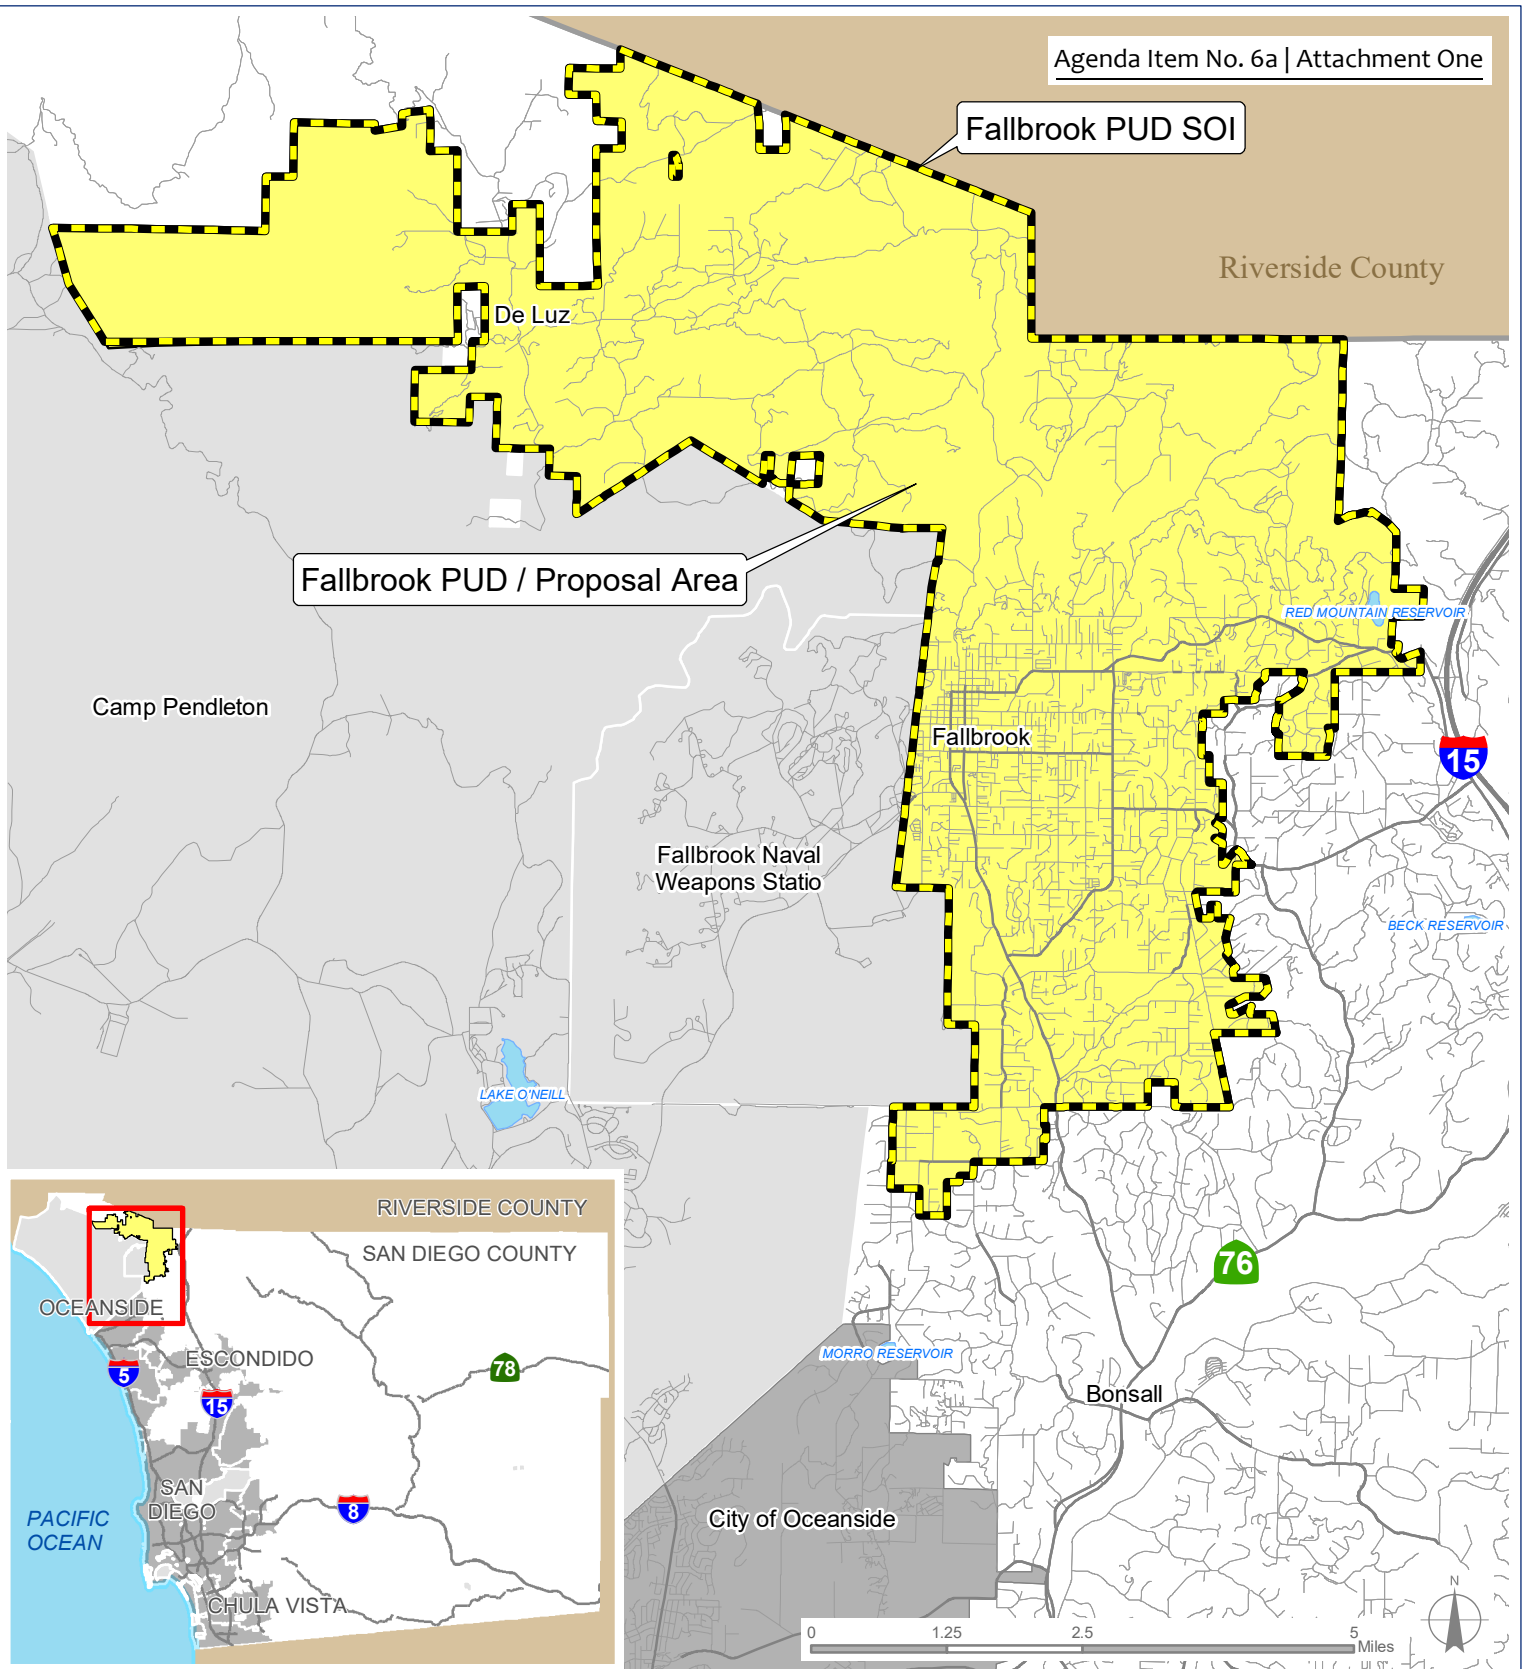 Agenda Item No. 6a | Attachment One
Fallbrook PUD SOI
Riverside County
De Luz
Fallbrook PUD / Proposal Area
RED MOUNTAIN RESERVOIR
Camp Pendleton
Fallbrook
15
Fallbrook Naval
Weapons Statio
BECK RESERVOIR
LAKE O'NEILL
RIVERSIDE COUNTY
SAN DIEGO COUNTY
76
OCEANSIDE
MORRO RESERVOIR
ESCONDIDO
5
78
15
Bonsall
SAN
DIEGO
8
PACIFIC
OCEAN
City of Oceanside
CHULA VISTA
N
0 1.25 2.5 5
Miles